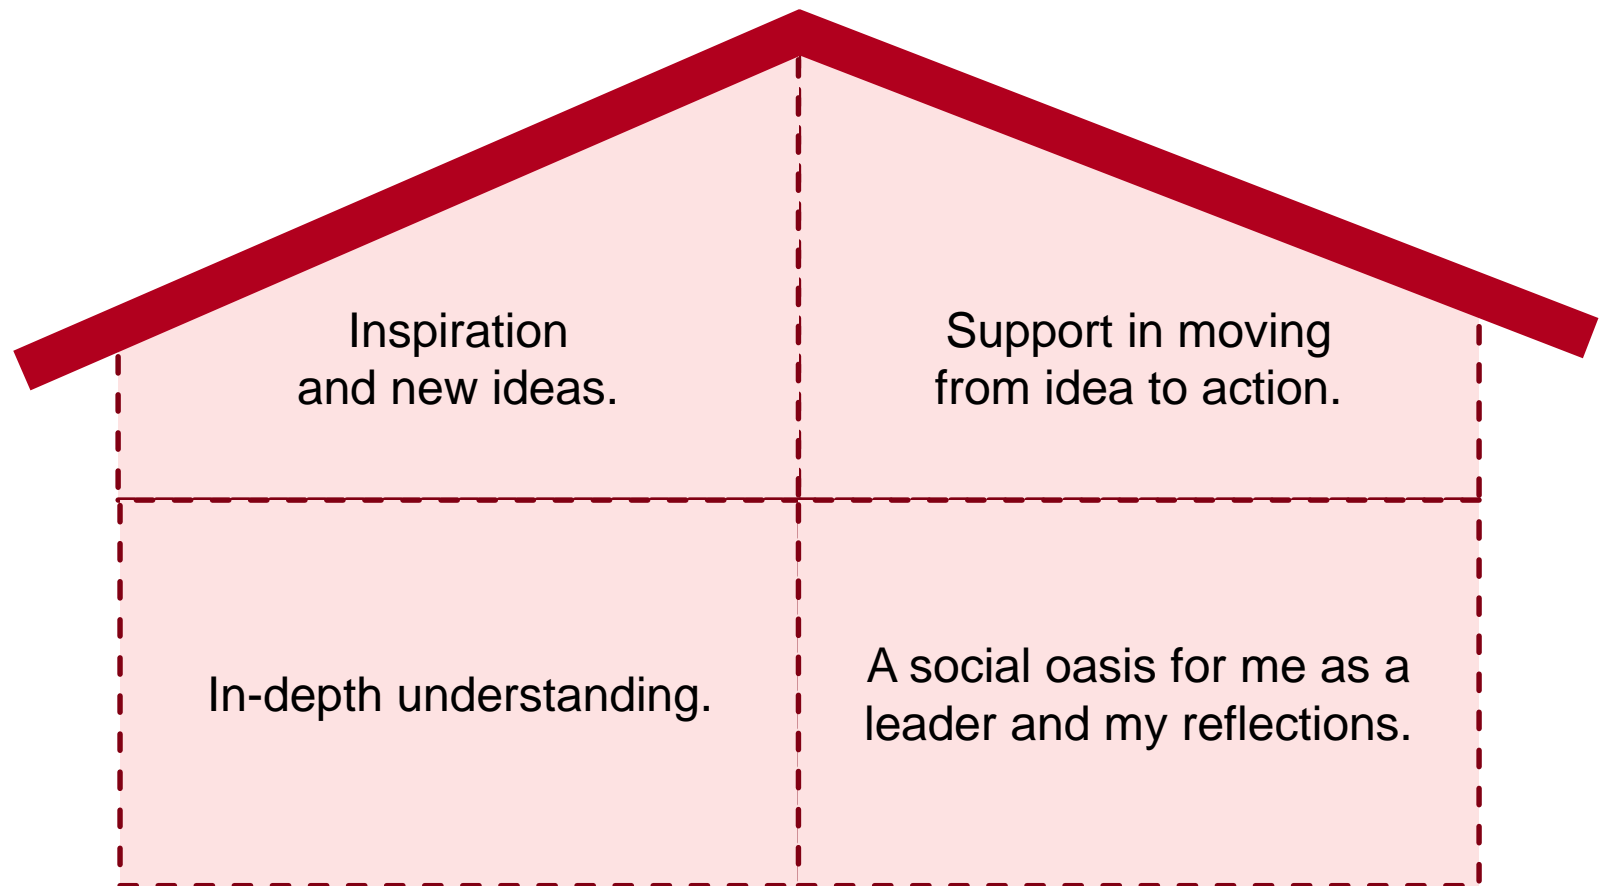 Inspiration
and new ideas.
Support in moving
from idea to action.
In-depth understanding.
A social oasis for me as a
leader and my reflections.